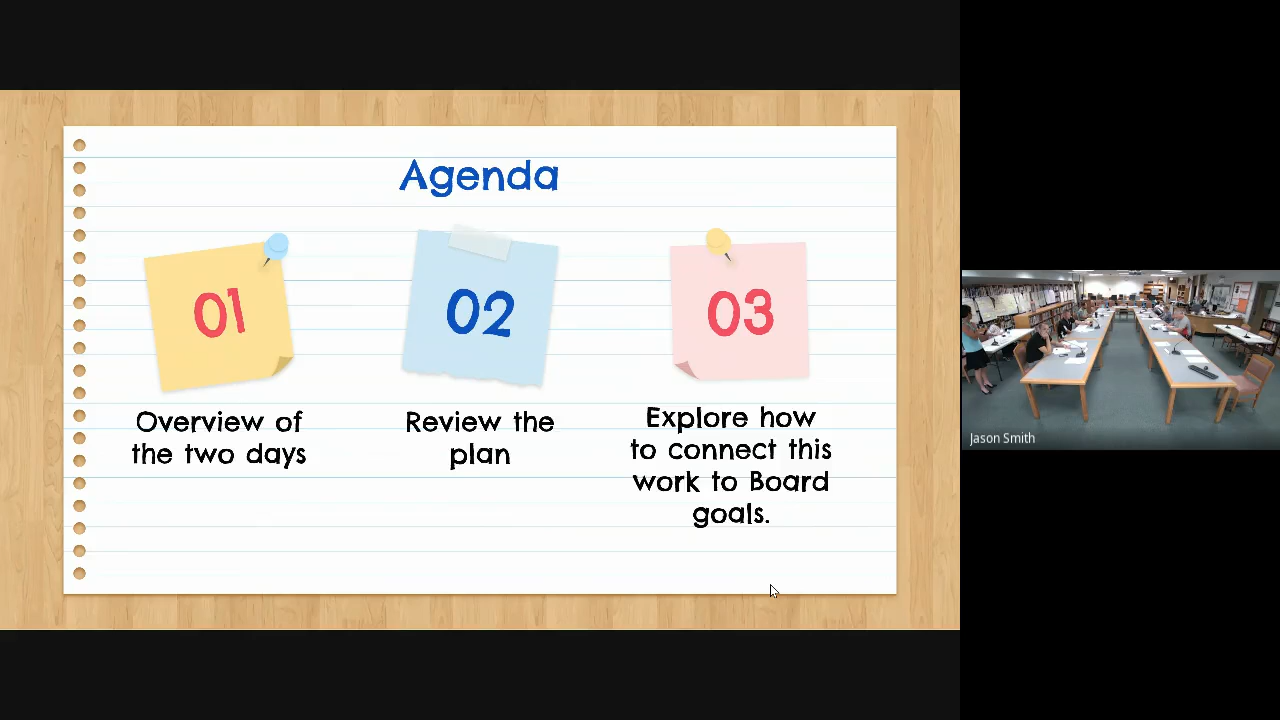 Agenda
01
Overview of
the two days
02
Review the
plan
03
Explore how
to connect this
work to Board
goals.
Jason Smith